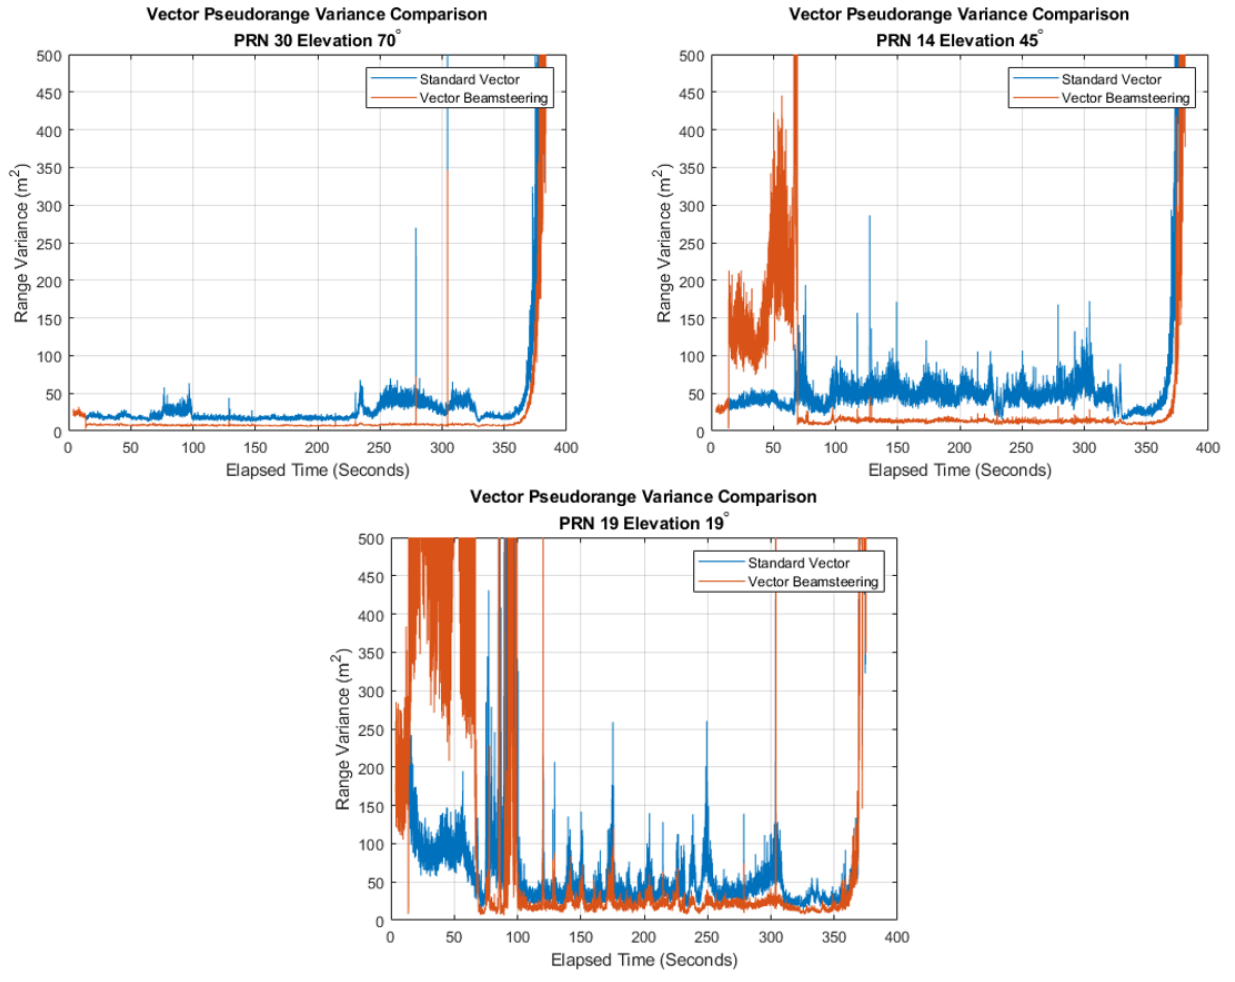 Vector Pseudorange Variance Comparison
PRN 30 Elevation 70°
Range Variance (m²)
500
450
400
350
300
250
200
150
100
50
0
0 50 100 150 200 250 300 350 400
Elapsed Time (Seconds)
Standard Vector
Vector Beamsteering
Vector Pseudorange Variance Comparison
PRN 14 Elevation 45°
Range Variance (m²)
500
450
400
350
300
250
200
150
100
50
0
0 50 100 150 200 250 300 350 400
Elapsed Time (Seconds)
Standard Vector
Vector Beamsteering
Vector Pseudorange Variance Comparison
PRN 19 Elevation 19°
Range Variance (m²)
500
450
400
350
300
250
200
150
100
50
0
0 50 100 150 200 250 300 350 400
Elapsed Time (Seconds)
Standard Vector
Vector Beamsteering